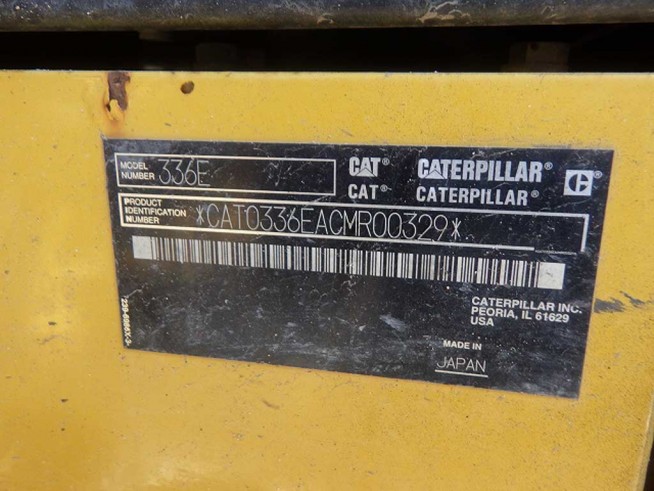 MODEL NUMBER 336E
CAT CATERPILLAR C
CAT CATERPILLAR
PRODUCT IDENTIFICATION NUMBER *CAT0336EACMR00329*
CATERPILLAR INC.
PEORIA, IL 61629
USA
MADE IN
JAPAN